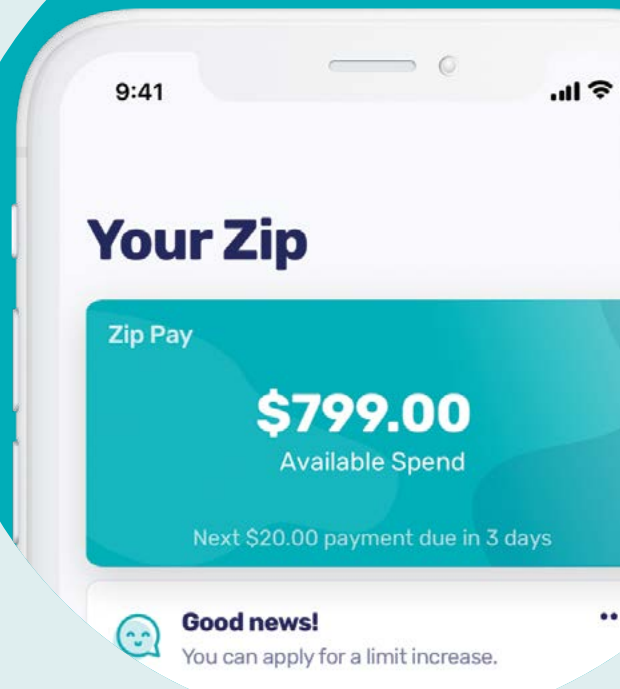 9:41
Your Zip
Zip Pay
$799.00
Available Spend
Next $20.00 payment due in 3 days
Good news!
You can apply for a limit increase.